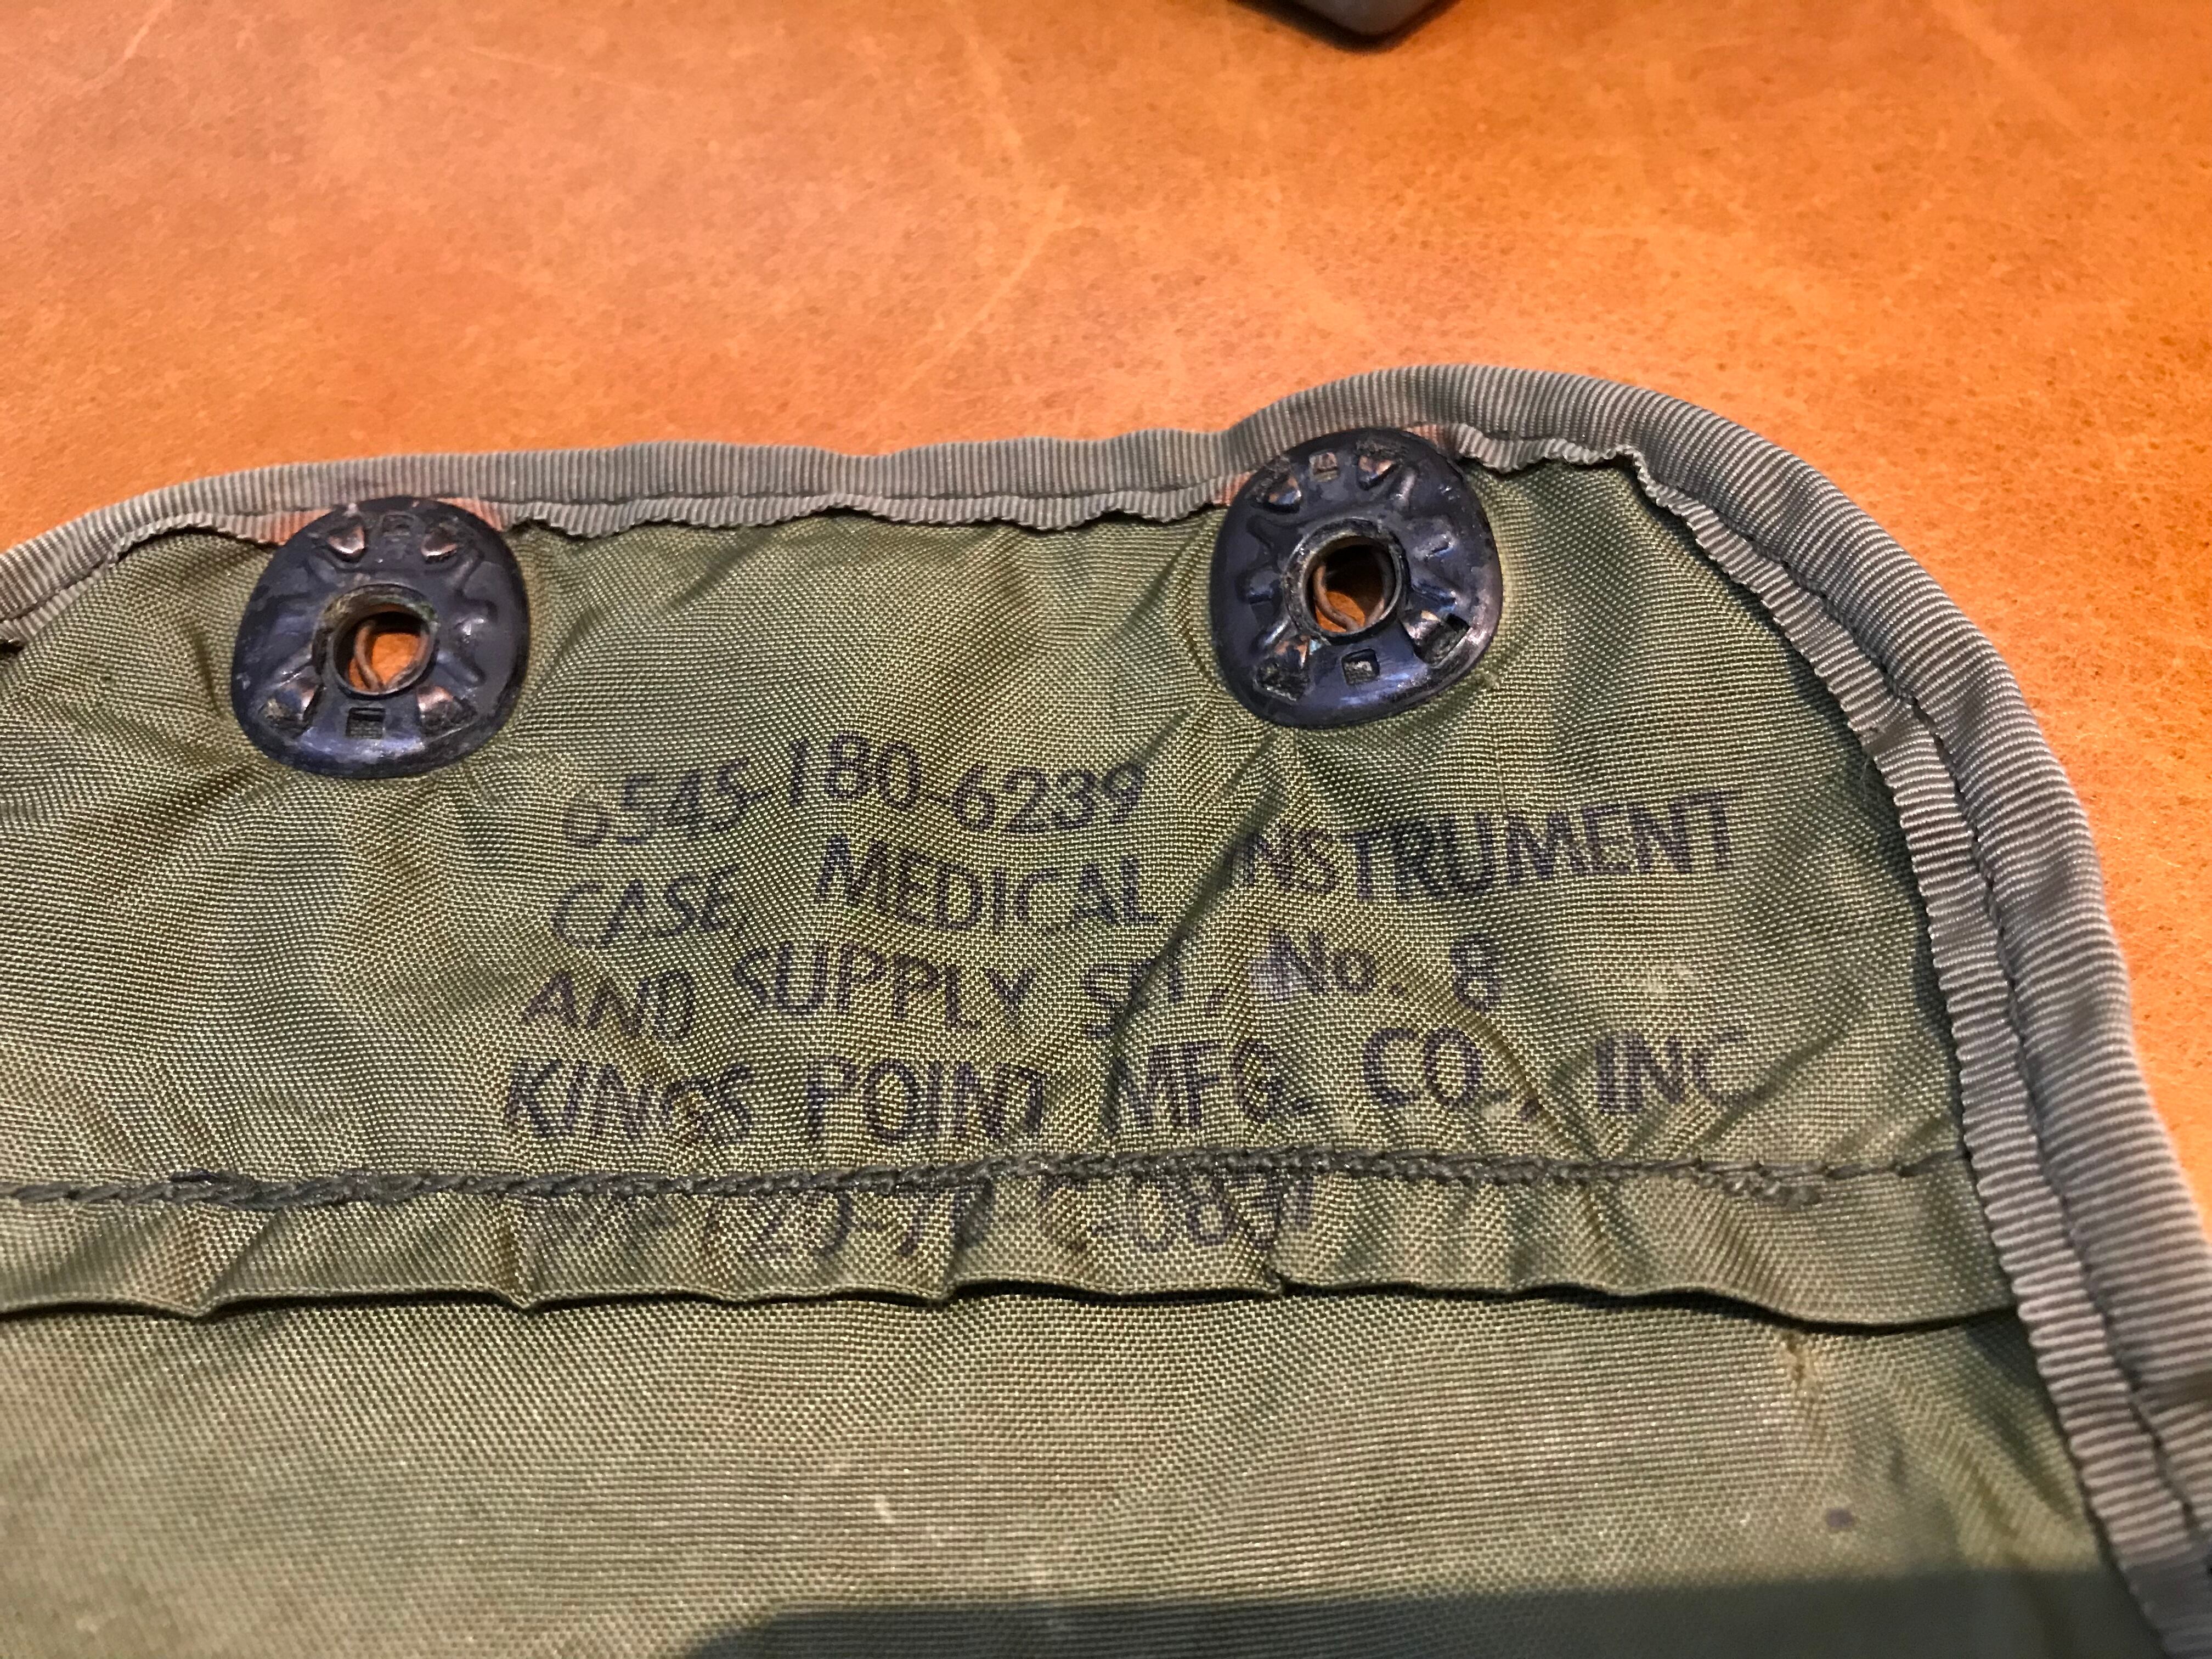 6545-180-6239
CASE, MEDICAL INSTRUMENT
AND SUPPLY SET, No. 8
KINGS POINT MFG. CO., INC